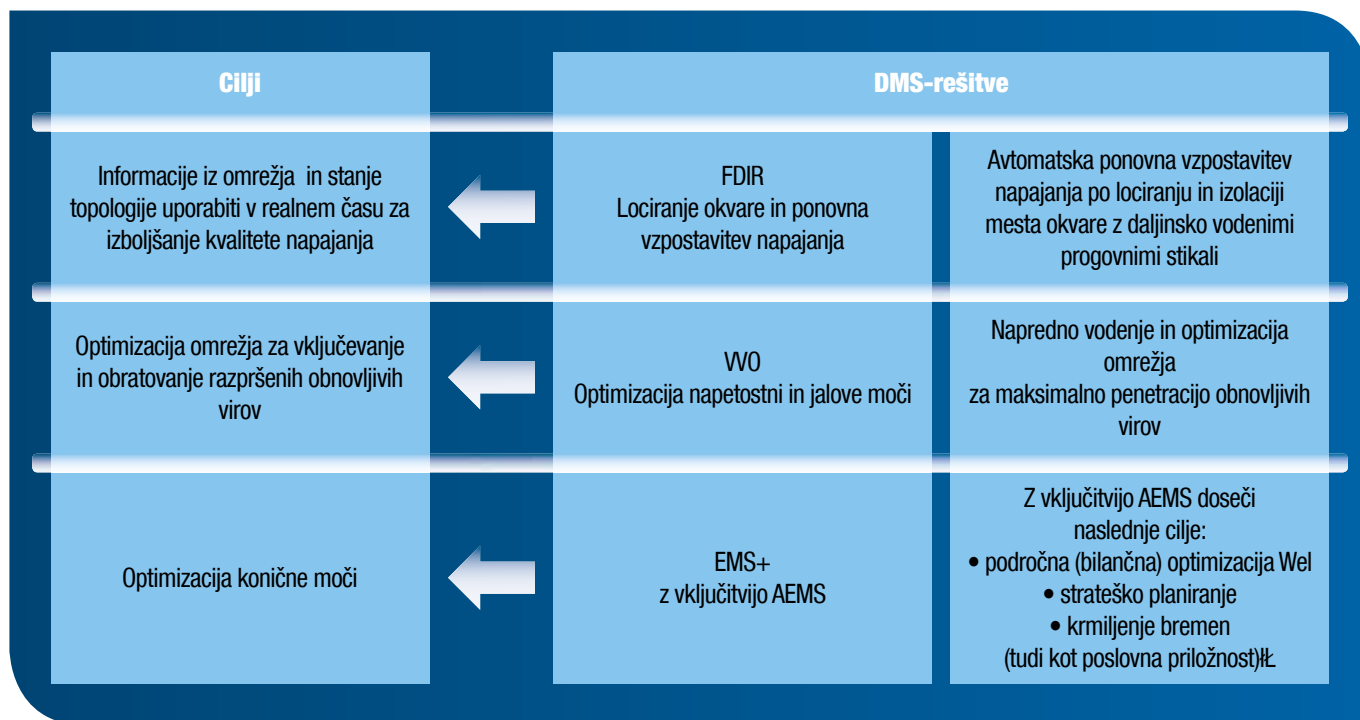 Cilji
DMS-rešitve
Informacije iz omrežja in stanje
topologije uporabiti v realnem času za
izboljšanje kvalitete napajanja
FDIR
Lociranje okvare in ponovna
vzpostavitev napajanja
Avtomatska ponovna vzpostavitev
napajanja po lociranju in izolaciji
mesta okvare z daljinsko vodenimi
progovnimi stikali
Optimizacija omrežja za vključevanje
in obratovanje razpršenih obnovljivih
virov
VVO
Optimizacija napetostni in jalove moči
Napredno vodenje in optimizacija
omrežja
za maksimalno penetracijo obnovljivih
virov
Optimizacija konične moči
EMS+
z vključitvijo AEMS
Z vključitvijo AEMS doseči
naslednje cilje:
• področna (bilančna) optimizacija Wel
• strateško planiranje
• krmiljenje bremen
(tudi kot poslovna priložnost)łŁ